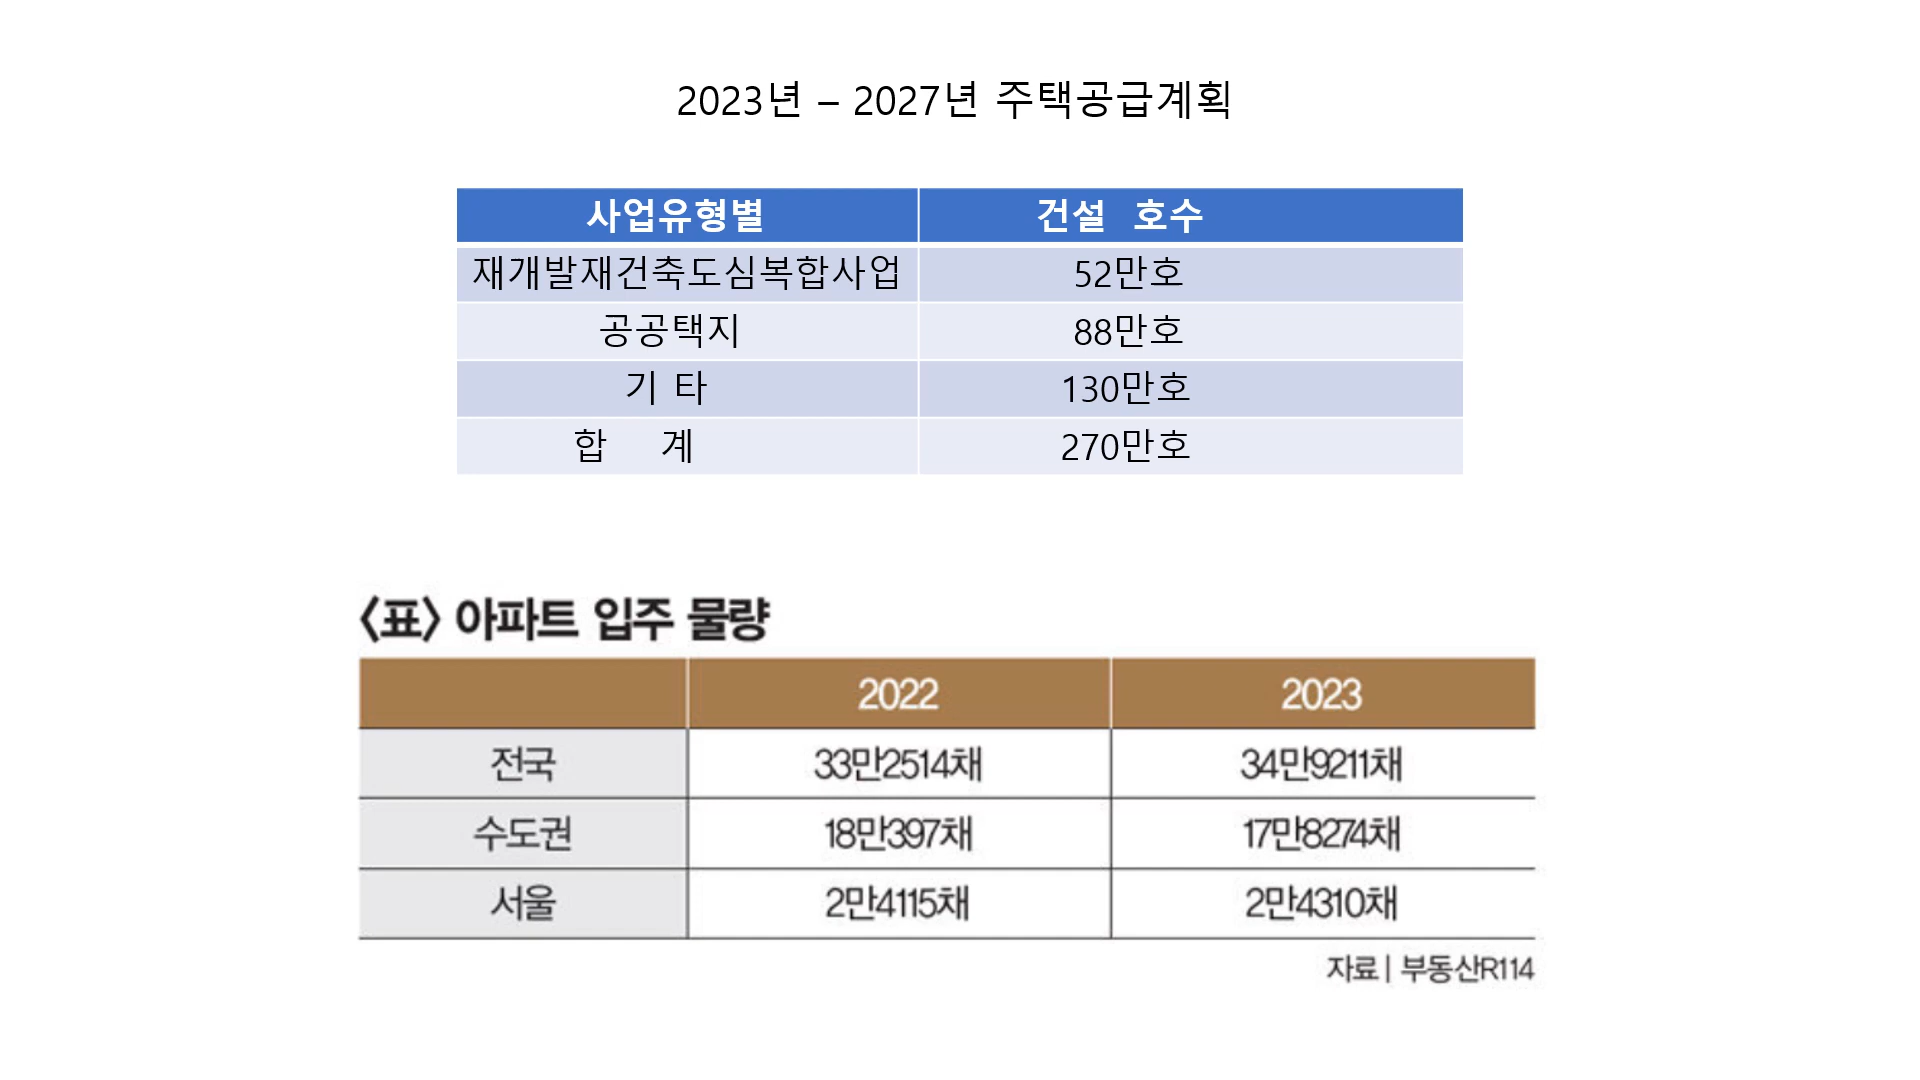 2023년 – 2027년 주택공급계획
사업유형별 건설 호수
재개발재건축도심복합사업 52만호
공공택지 88만호
기 타 130만호
합 계 270만호
<표> 아파트 입주 물량
2022 2023
전국 33만2514채 34만9211채
수도권 18만397채 17만8274채
서울 2만4115채 2만4310채
자료 | 부동산R114